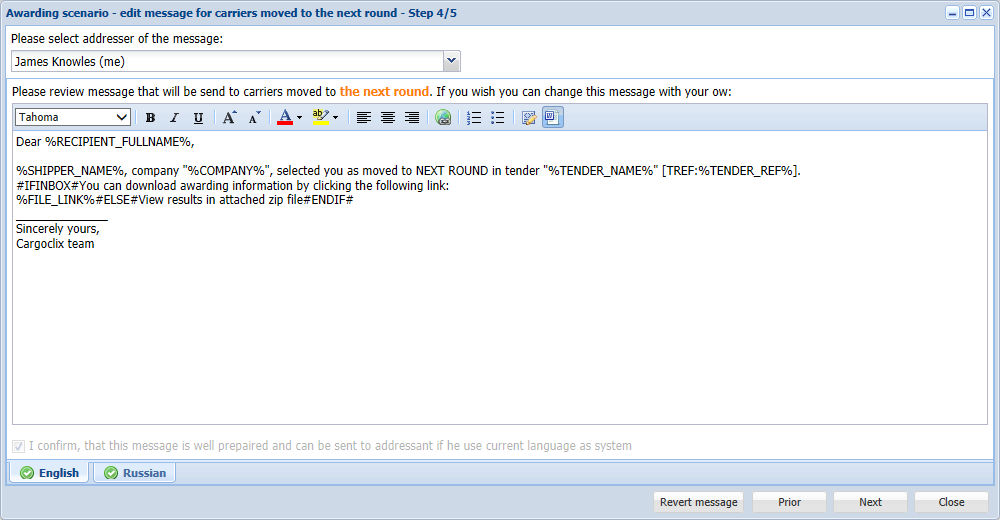 Awarding scenario - edit message for carriers moved to the next round - Step 4/5
Please select addresser of the message:
James Knowles (me)
Please review message that will be send to carriers moved to the next round. If you wish you can change this message with your ow:
Tahoma B I U A A A ab
Dear %RECIPIENT_FULLNAME%,
%SHIPPER_NAME%, company "%COMPANY%", selected you as moved to NEXT ROUND in tender "%TENDER_NAME%" [TREF:%TENDER_REF%].
#IFINBOX#You can download awarding information by clicking the following link:
%FILE_LINK%#ELSE#View results in attached zip file#ENDIF#
Sincerely yours,
Cargoclix team
I confirm, that this message is well prepaired and can be sent to addressant if he use current language as system
English Russian
Revert message Prior Next Close